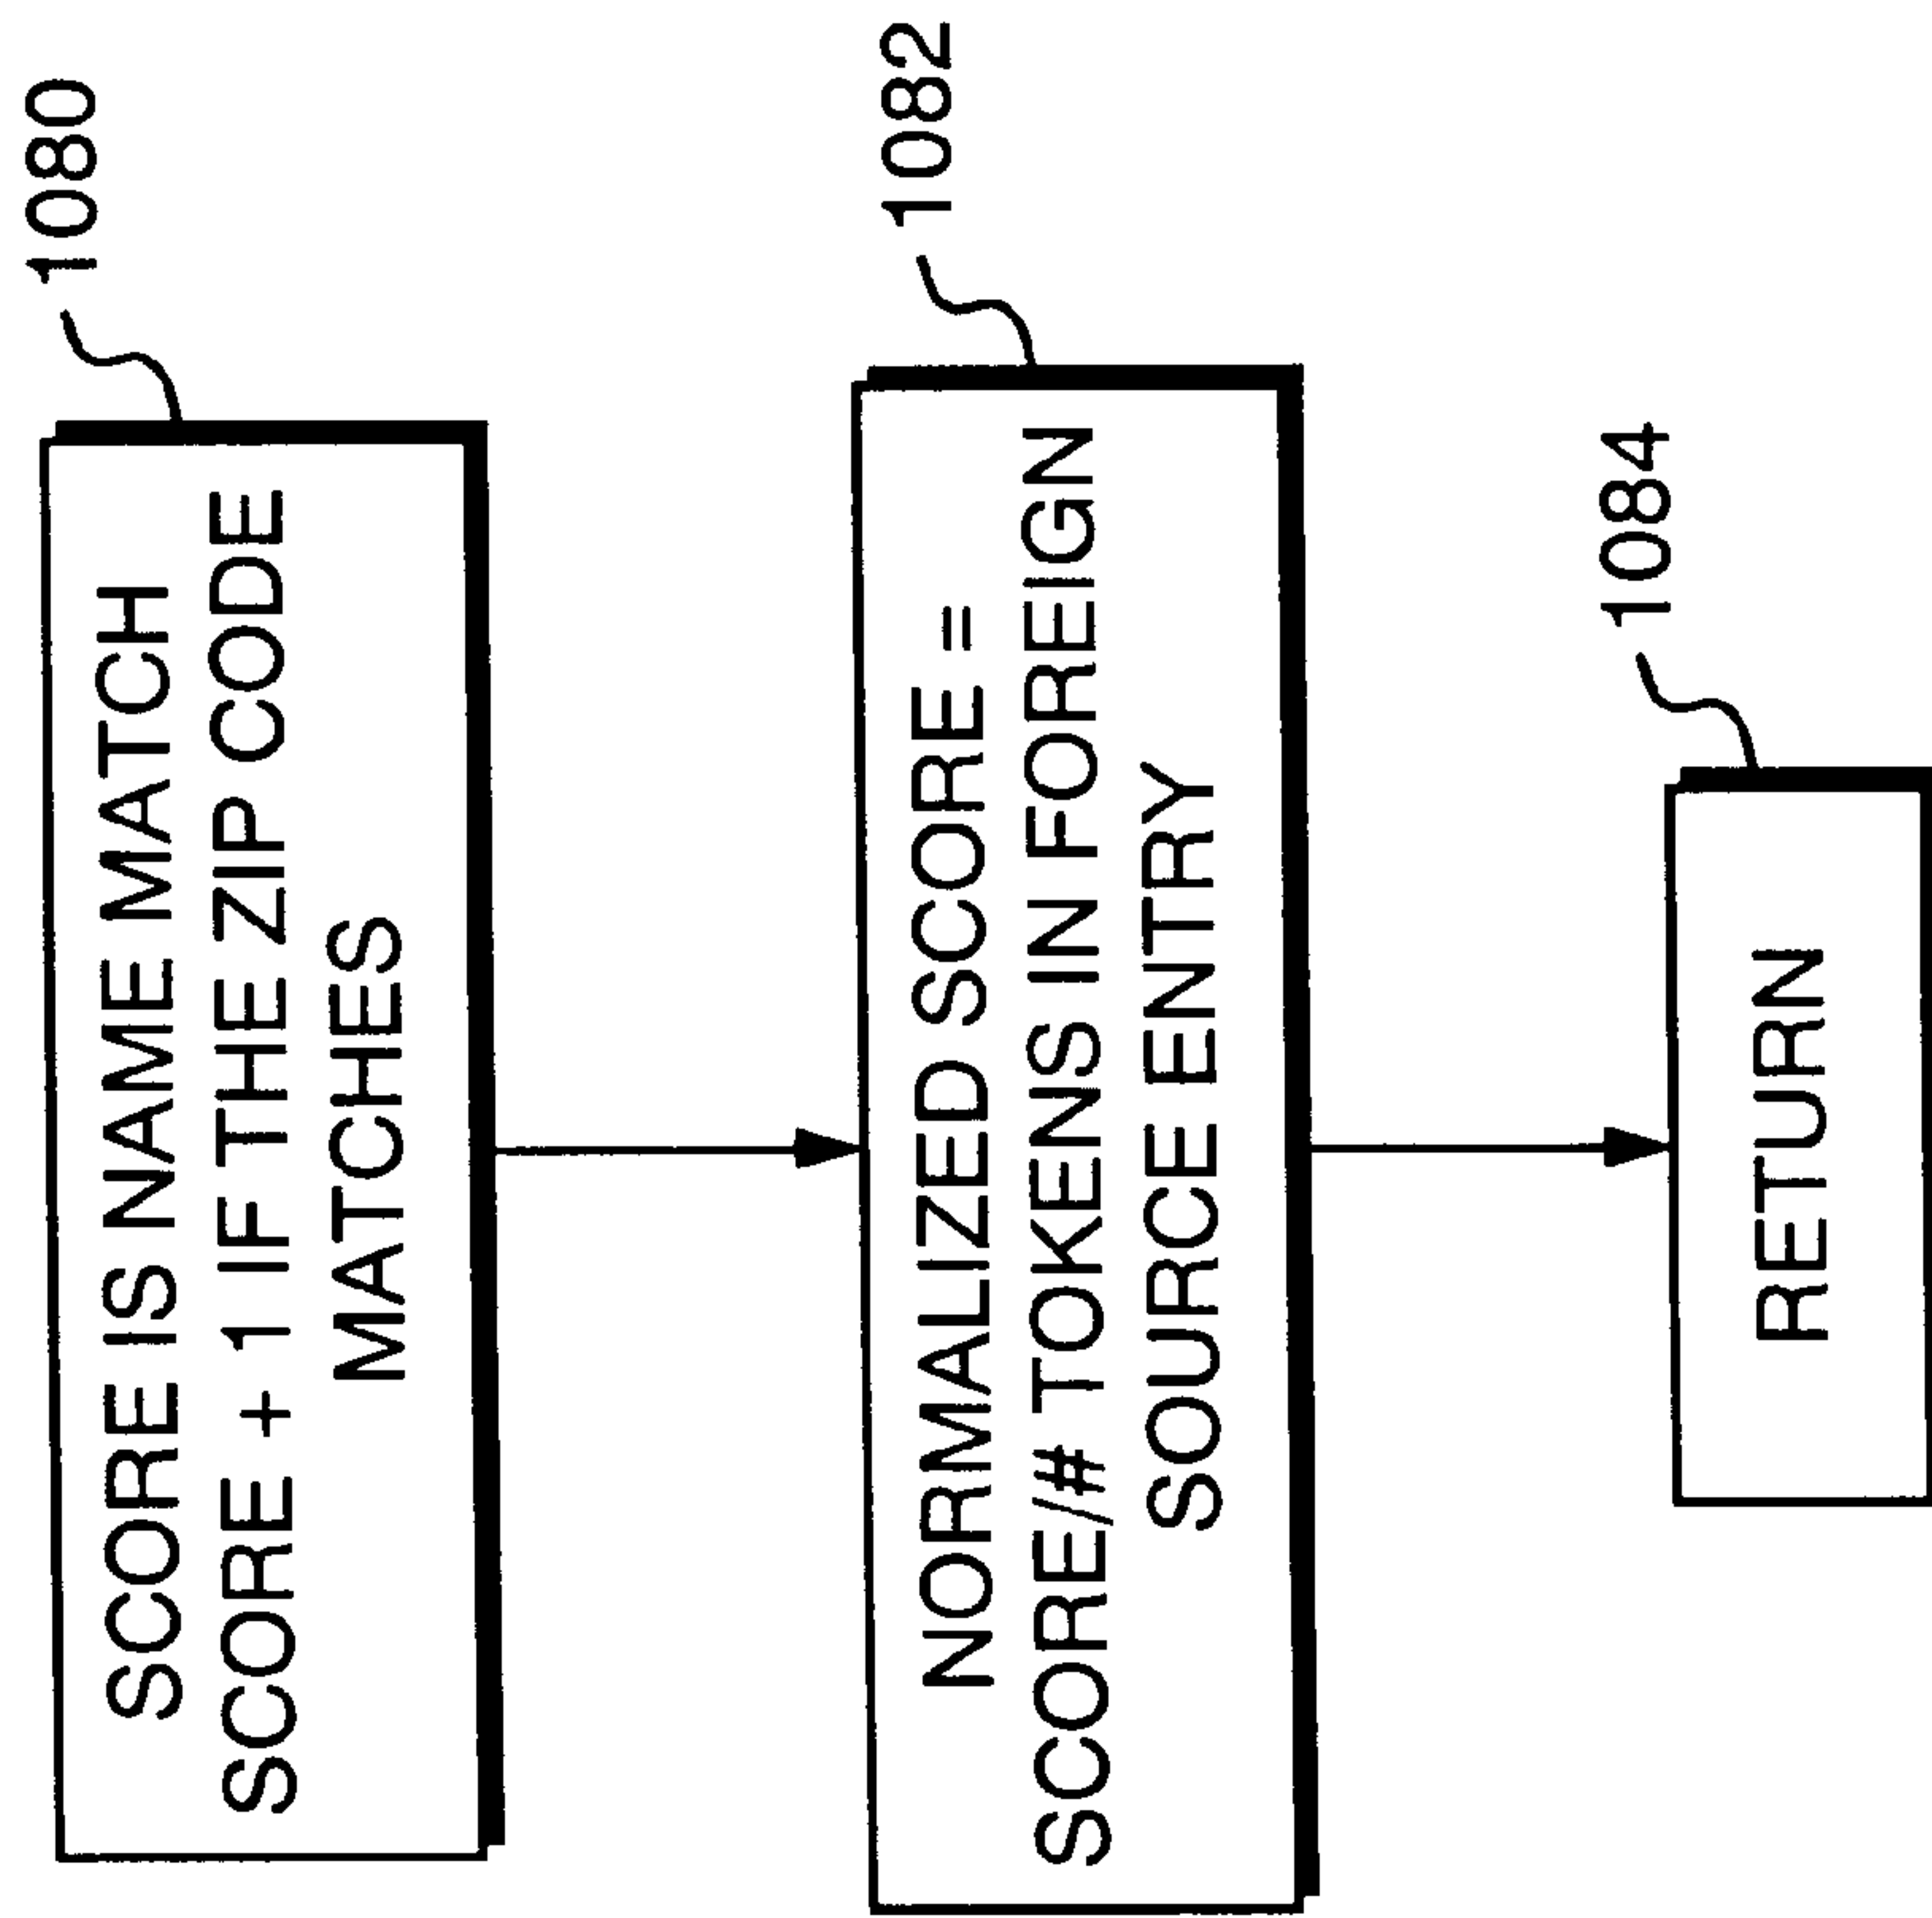 1080
SCORE IS NAME MATCH
SCORE + 1 IF THE ZIP CODE
MATCHES
1082
NORMALIZED SCORE =
SCORE/# TOKENS IN FOREIGN
SOURCE ENTRY
1084
RETURN